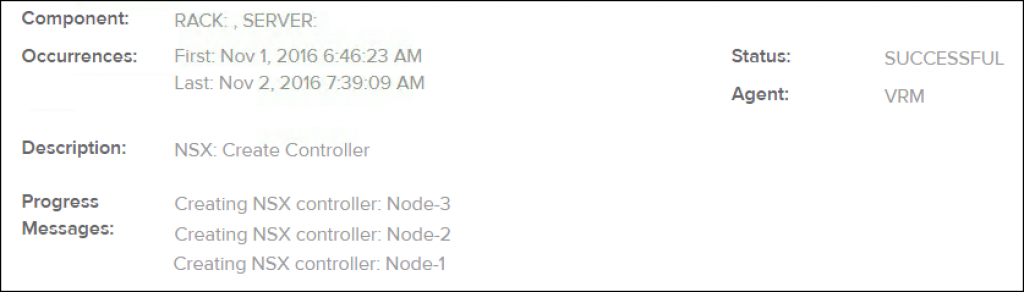 Component: RACK: , SERVER:
Occurrences: First: Nov 1, 2016 6:46:23 AM
Last: Nov 2, 2016 7:39:09 AM
Status: SUCCESSFUL
Agent: VRM
Description: NSX: Create Controller
Progress Messages:
Creating NSX controller: Node-3
Creating NSX controller: Node-2
Creating NSX controller: Node-1